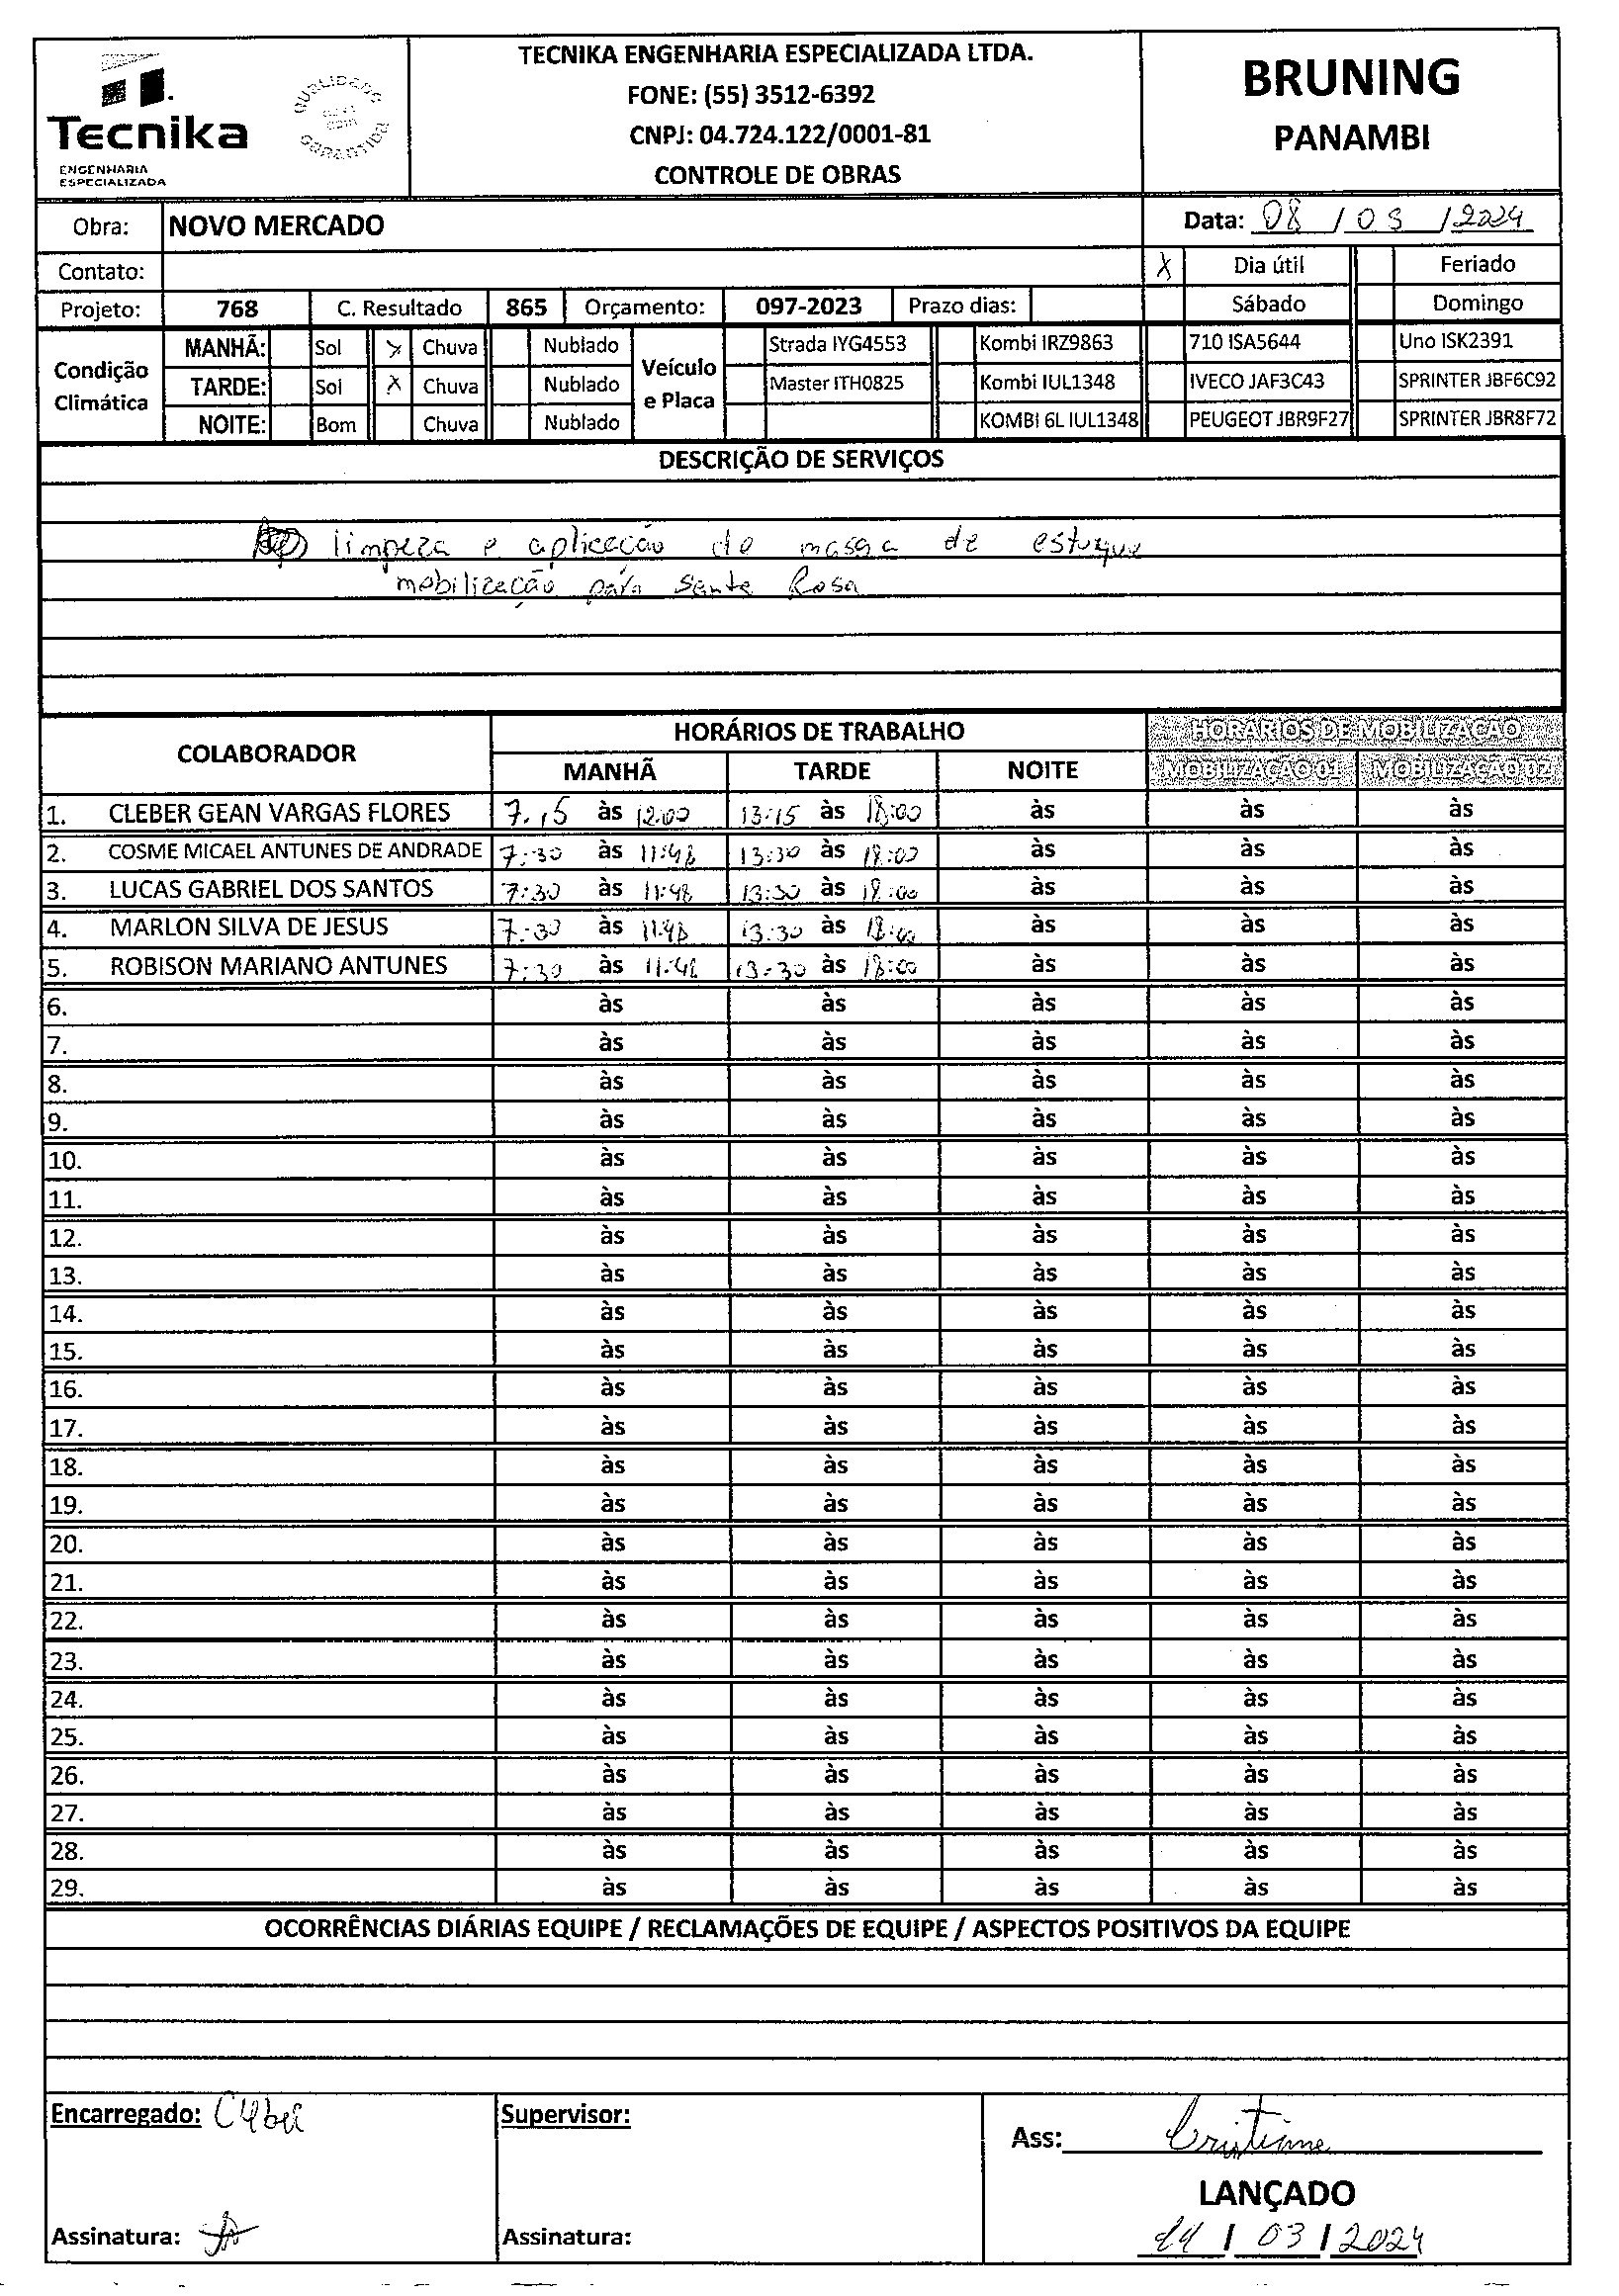 Tecnika
ENGENHARIA
ESPECIALIZADA
QUALIDADE
GARANTIDA
TECNIKA ENGENHARIA ESPECIALIZADA LTDA.
FONE: (55) 3512-6392
CNPJ: 04.724.122/0001-81
CONTROLE DE OBRAS
BRUNING
PANAMBI
Obra: NOVO MERCADO
Data: 08 / 03 / 2024
Contato:
X Dia útil Feriado
Projeto: 768 C. Resultado 865 Orçamento: 097-2023 Prazo dias: Sábado Domingo
Condição Climática
MANHÃ: Sol X Chuva Nublado
TARDE: Sol X Chuva Nublado
NOITE: Bom Chuva Nublado
Veículo e Placa
Strada IYG4553 Kombi IRZ9863 710 ISA5644 Uno ISK2391
Master ITH0825 Kombi IUL1348 IVECO JAF3C43 SPRINTER JBF6C92
KOMBI 6L IUL1348 PEUGEOT JBR9F27 SPRINTER JBR8F72
DESCRIÇÃO DE SERVIÇOS
limpeza e aplicação de massa de estuque
mobilização para Santa Rosa
COLABORADOR HORÁRIOS DE TRABALHO HORÁRIOS DE MOBILIZAÇÃO
MANHÃ TARDE NOITE MOBILIZAÇÃO 01 MOBILIZAÇÃO 02
1. CLEBER GEAN VARGAS FLORES 7:15 às 12:00 13:15 às 18:00 às às às
2. COSME MICAEL ANTUNES DE ANDRADE 7:30 às 11:48 13:30 às 18:00 às às às
3. LUCAS GABRIEL DOS SANTOS 7:30 às 11:48 13:30 às 18:00 às às às
4. MARLON SILVA DE JESUS 7:30 às 11:48 13:30 às 18:00 às às às
5. ROBISON MARIANO ANTUNES 7:30 às 11:48 13:30 às 18:00 às às às
6. às às às às às
7. às às às às às
8. às às às às às
9. às às às às às
10. às às às às às
11. às às às às às
12. às às às às às
13. às às às às às
14. às às às às às
15. às às às às às
16. às às às às às
17. às às às às às
18. às às às às às
19. às às às às às
20. às às às às às
21. às às às às às
22. às às às às às
23. às às às às às
24. às às às às às
25. às às às às às
26. às às às às às
27. às às às às às
28. às às às às às
29. às às às às às
OCORRÊNCIAS DIÁRIAS EQUIPE / RECLAMAÇÕES DE EQUIPE / ASPECTOS POSITIVOS DA EQUIPE
Encarregado: Cleber
Supervisor:
Ass: Cristiane
LANÇADO
Assinatura:
Assinatura:
11 / 03 / 2024